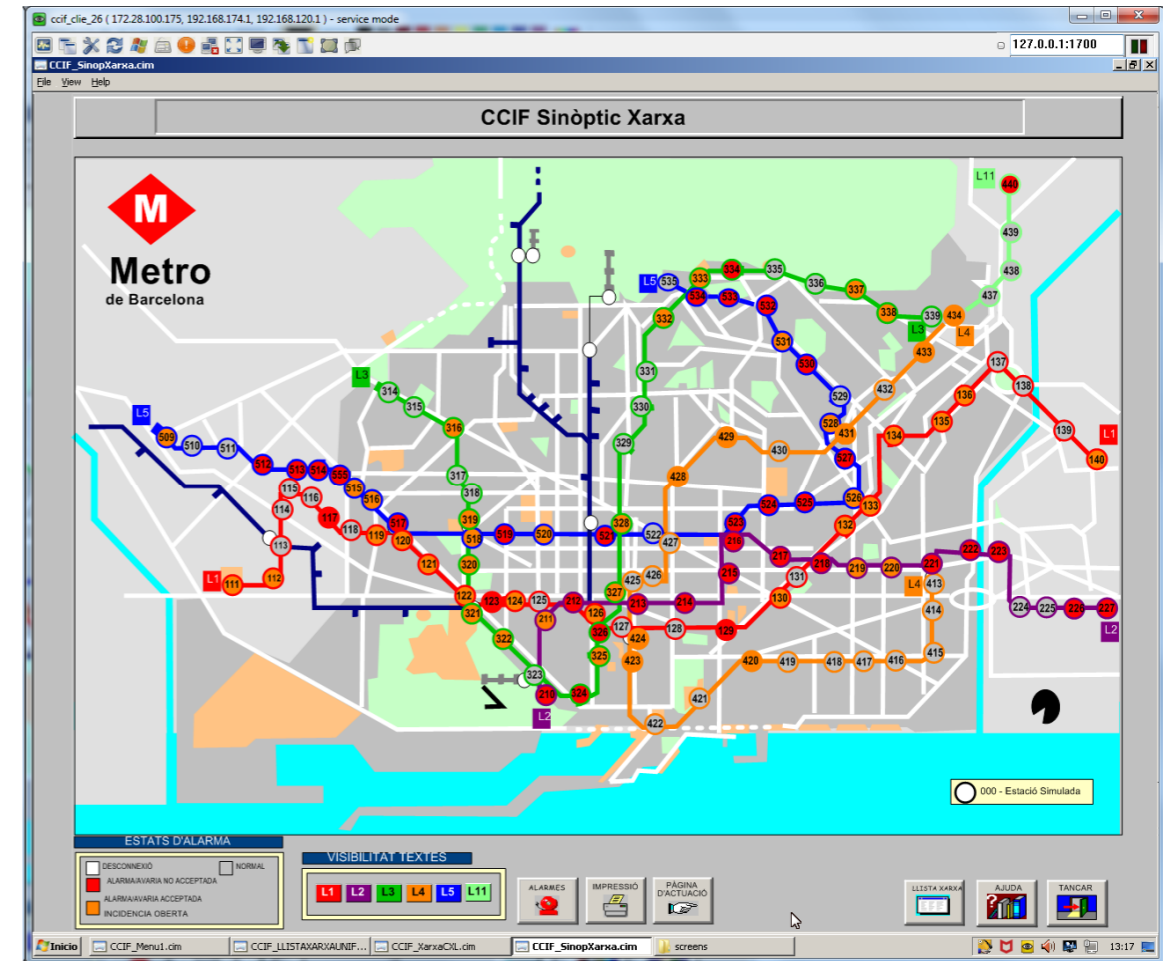 ccif_clie_26 ( 172.28.100.175, 192.168.174.1, 192.168.120.1 ) - service mode
127.0.0.1:1700
CCIF_SinopXarxa.cim
File View Help
CCIF Sinòptic Xarxa
M
Metro
de Barcelona
L11
440
439
438
437
L5 535 534 533 532 531 530 529 528 527 526
333 334 335 336 337 338 339 L3
434 L4
433
432
431
430
429
428
427
426
425
332
331
330
329
328
327
326
325
324
323
322
321
320
319
318
317
316
315
314
L3
L5
509 510 511 512 513 514 555 515 516 517 518 519 520 521 522 523 524 525
L1
111 112 113 114 115 116 117 118 119 120 121 122 123 124 125 126 127 128 129 130 131 132 133 134 135 136 137 138 139 140
L1
L2
210 211 212 213 214 215 216 217 218 219 220 221 222 223 224 225 226 227
L2
L4 413
414
415
416
417
418
419
420
421
422
423
424
000 - Estació Simulada
ESTATS D'ALARMA
DESCONNEXIÓ NORMAL
ALARMA/AVARIA NO ACCEPTADA
ALARMA/AVARIA ACCEPTADA
INCIDENCIA OBERTA
VISIBILITAT TEXTES
L1 L2 L3 L4 L5 L11
ALARMES
IMPRESSIÓ
PÀGINA
D'ACTUACIÓ
LLISTA XARXA
AJUDA
TANCAR
Inicio
CCIF_Menu1.cim
CCIF_LLISTAXARXAUNIF...
CCIF_XarxaCXL.cim
CCIF_SinopXarxa.cim
screens
13:17